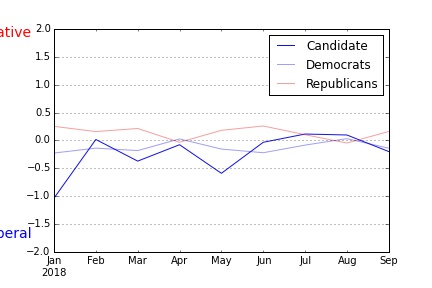 ative
beral
2.0
1.5
1.0
0.5
0.0
−0.5
−1.0
−1.5
−2.0
Candidate
Democrats
Republicans
Jan Feb Mar Apr May Jun Jul Aug Sep
2018